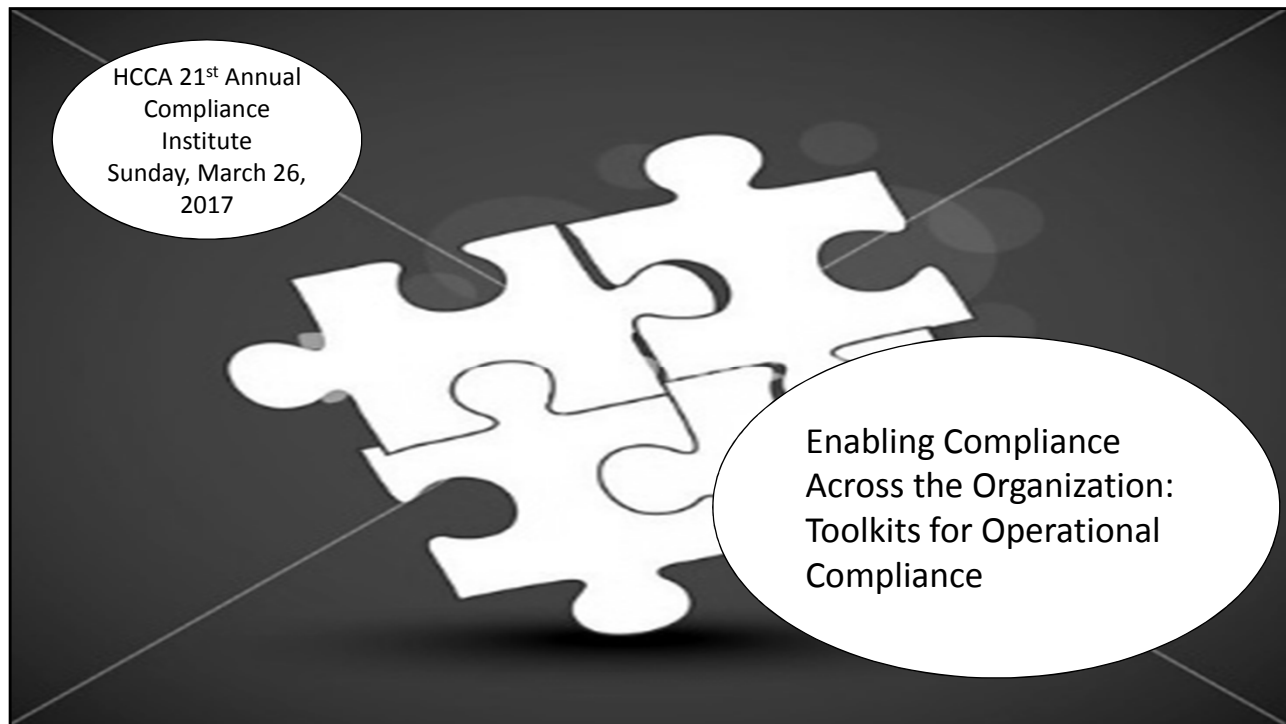 HCCA 21st Annual
Compliance
Institute
Sunday, March 26,
2017
Enabling Compliance
Across the Organization:
Toolkits for Operational
Compliance